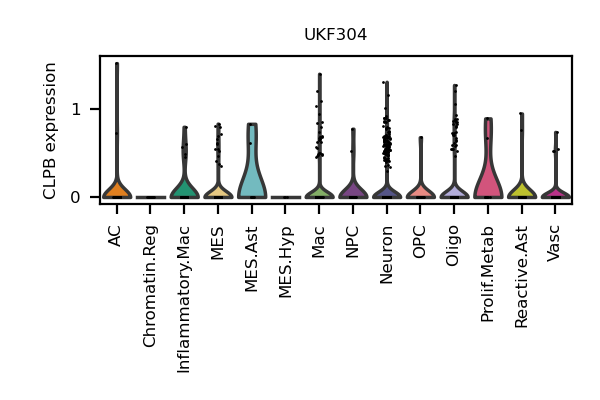 UKF304
CLPB expression
1
0
AC
Chromatin.Reg
Inflammatory.Mac
MES
MES.Ast
MES.Hyp
Mac
NPC
Neuron
OPC
Oligo
Prolif.Metab
Reactive.Ast
Vasc